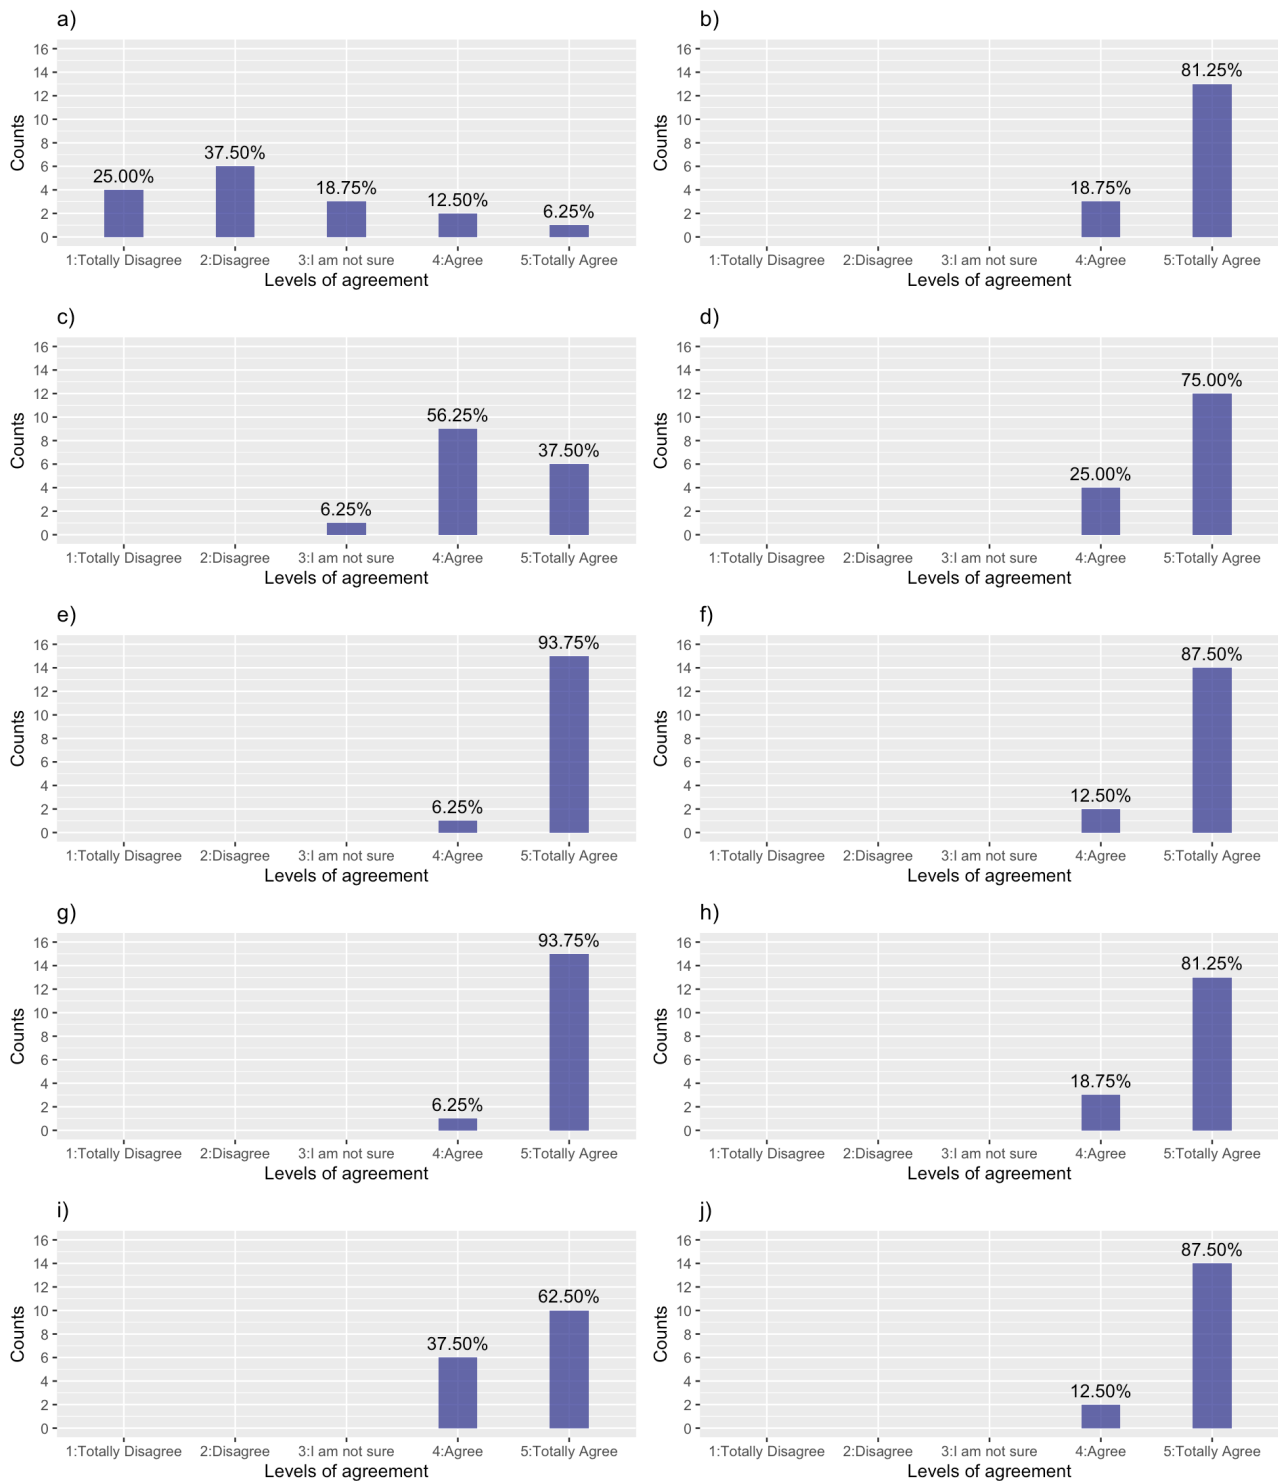 a)
16
14
12
10
8
6
4
2
0
Counts
25.00%
37.50%
18.75%
12.50%
6.25%
1:Totally Disagree 2:Disagree 3:I am not sure 4:Agree 5:Totally Agree
Levels of agreement
b)
16
14
12
10
8
6
4
2
0
Counts
18.75%
81.25%
1:Totally Disagree 2:Disagree 3:I am not sure 4:Agree 5:Totally Agree
Levels of agreement
c)
16
14
12
10
8
6
4
2
0
Counts
6.25%
56.25%
37.50%
1:Totally Disagree 2:Disagree 3:I am not sure 4:Agree 5:Totally Agree
Levels of agreement
d)
16
14
12
10
8
6
4
2
0
Counts
25.00%
75.00%
1:Totally Disagree 2:Disagree 3:I am not sure 4:Agree 5:Totally Agree
Levels of agreement
e)
16
14
12
10
8
6
4
2
0
Counts
6.25%
93.75%
1:Totally Disagree 2:Disagree 3:I am not sure 4:Agree 5:Totally Agree
Levels of agreement
f)
16
14
12
10
8
6
4
2
0
Counts
12.50%
87.50%
1:Totally Disagree 2:Disagree 3:I am not sure 4:Agree 5:Totally Agree
Levels of agreement
g)
16
14
12
10
8
6
4
2
0
Counts
6.25%
93.75%
1:Totally Disagree 2:Disagree 3:I am not sure 4:Agree 5:Totally Agree
Levels of agreement
h)
16
14
12
10
8
6
4
2
0
Counts
18.75%
81.25%
1:Totally Disagree 2:Disagree 3:I am not sure 4:Agree 5:Totally Agree
Levels of agreement
i)
16
14
12
10
8
6
4
2
0
Counts
37.50%
62.50%
1:Totally Disagree 2:Disagree 3:I am not sure 4:Agree 5:Totally Agree
Levels of agreement
j)
16
14
12
10
8
6
4
2
0
Counts
12.50%
87.50%
1:Totally Disagree 2:Disagree 3:I am not sure 4:Agree 5:Totally Agree
Levels of agreement